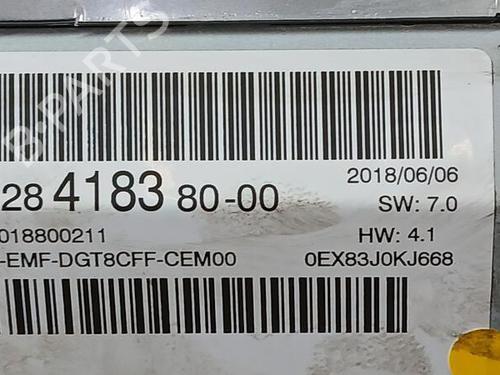 B-PARTS
28 4183 80-00
2018/06/06
SW: 7.0
018800211
HW: 4.1
-EMF-DGT8CFF-CEM00
0EX83J0KJ668